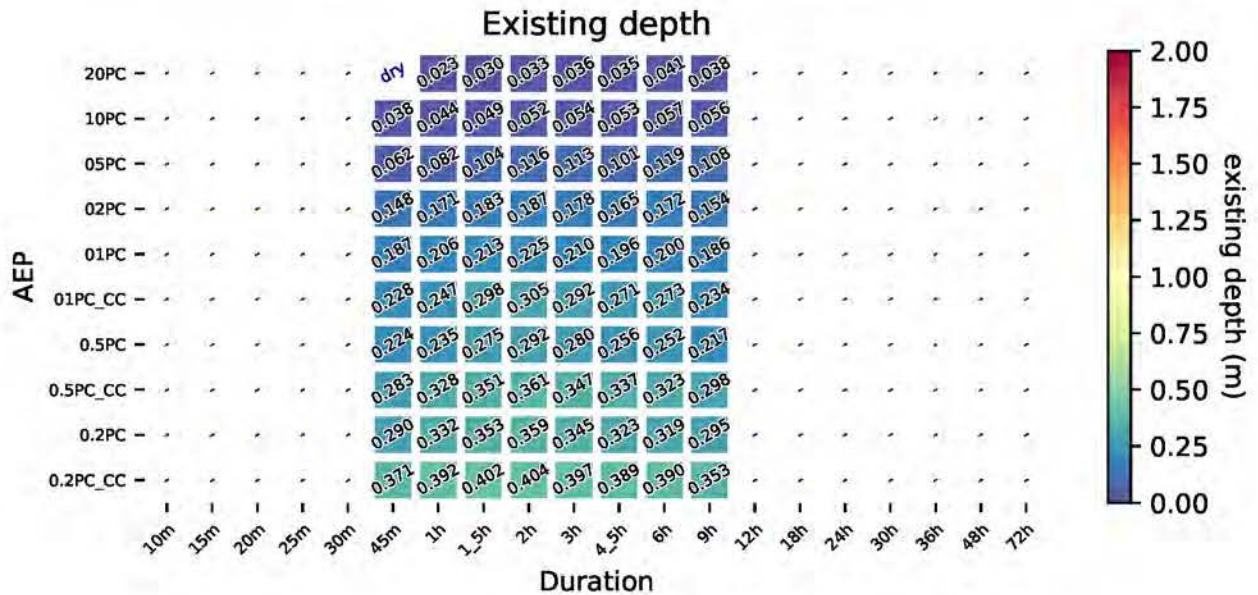 Existing depth
20PC dry 0.023 0.030 0.033 0.036 0.035 0.041 0.038
10PC 0.038 0.044 0.049 0.052 0.054 0.053 0.057 0.056
05PC 0.062 0.082 0.104 0.116 0.113 0.101 0.119 0.108
02PC 0.148 0.171 0.183 0.187 0.178 0.165 0.172 0.154
01PC 0.187 0.206 0.213 0.225 0.210 0.196 0.200 0.186
01PC_CC 0.228 0.247 0.298 0.305 0.292 0.271 0.273 0.234
0.5PC 0.224 0.235 0.275 0.292 0.280 0.256 0.252 0.217
0.5PC_CC 0.283 0.328 0.351 0.361 0.347 0.337 0.323 0.298
0.2PC 0.290 0.332 0.353 0.359 0.345 0.323 0.319 0.295
0.2PC_CC 0.371 0.392 0.402 0.404 0.397 0.389 0.390 0.353
AEP
10m 15m 20m 25m 30m 45m 1h 1_5h 2h 3h 4_5h 6h 9h 12h 18h 24h 30h 36h 48h 72h
Duration
2.00
1.75
1.50
1.25
1.00
0.75
0.50
0.25
0.00
existing depth (m)